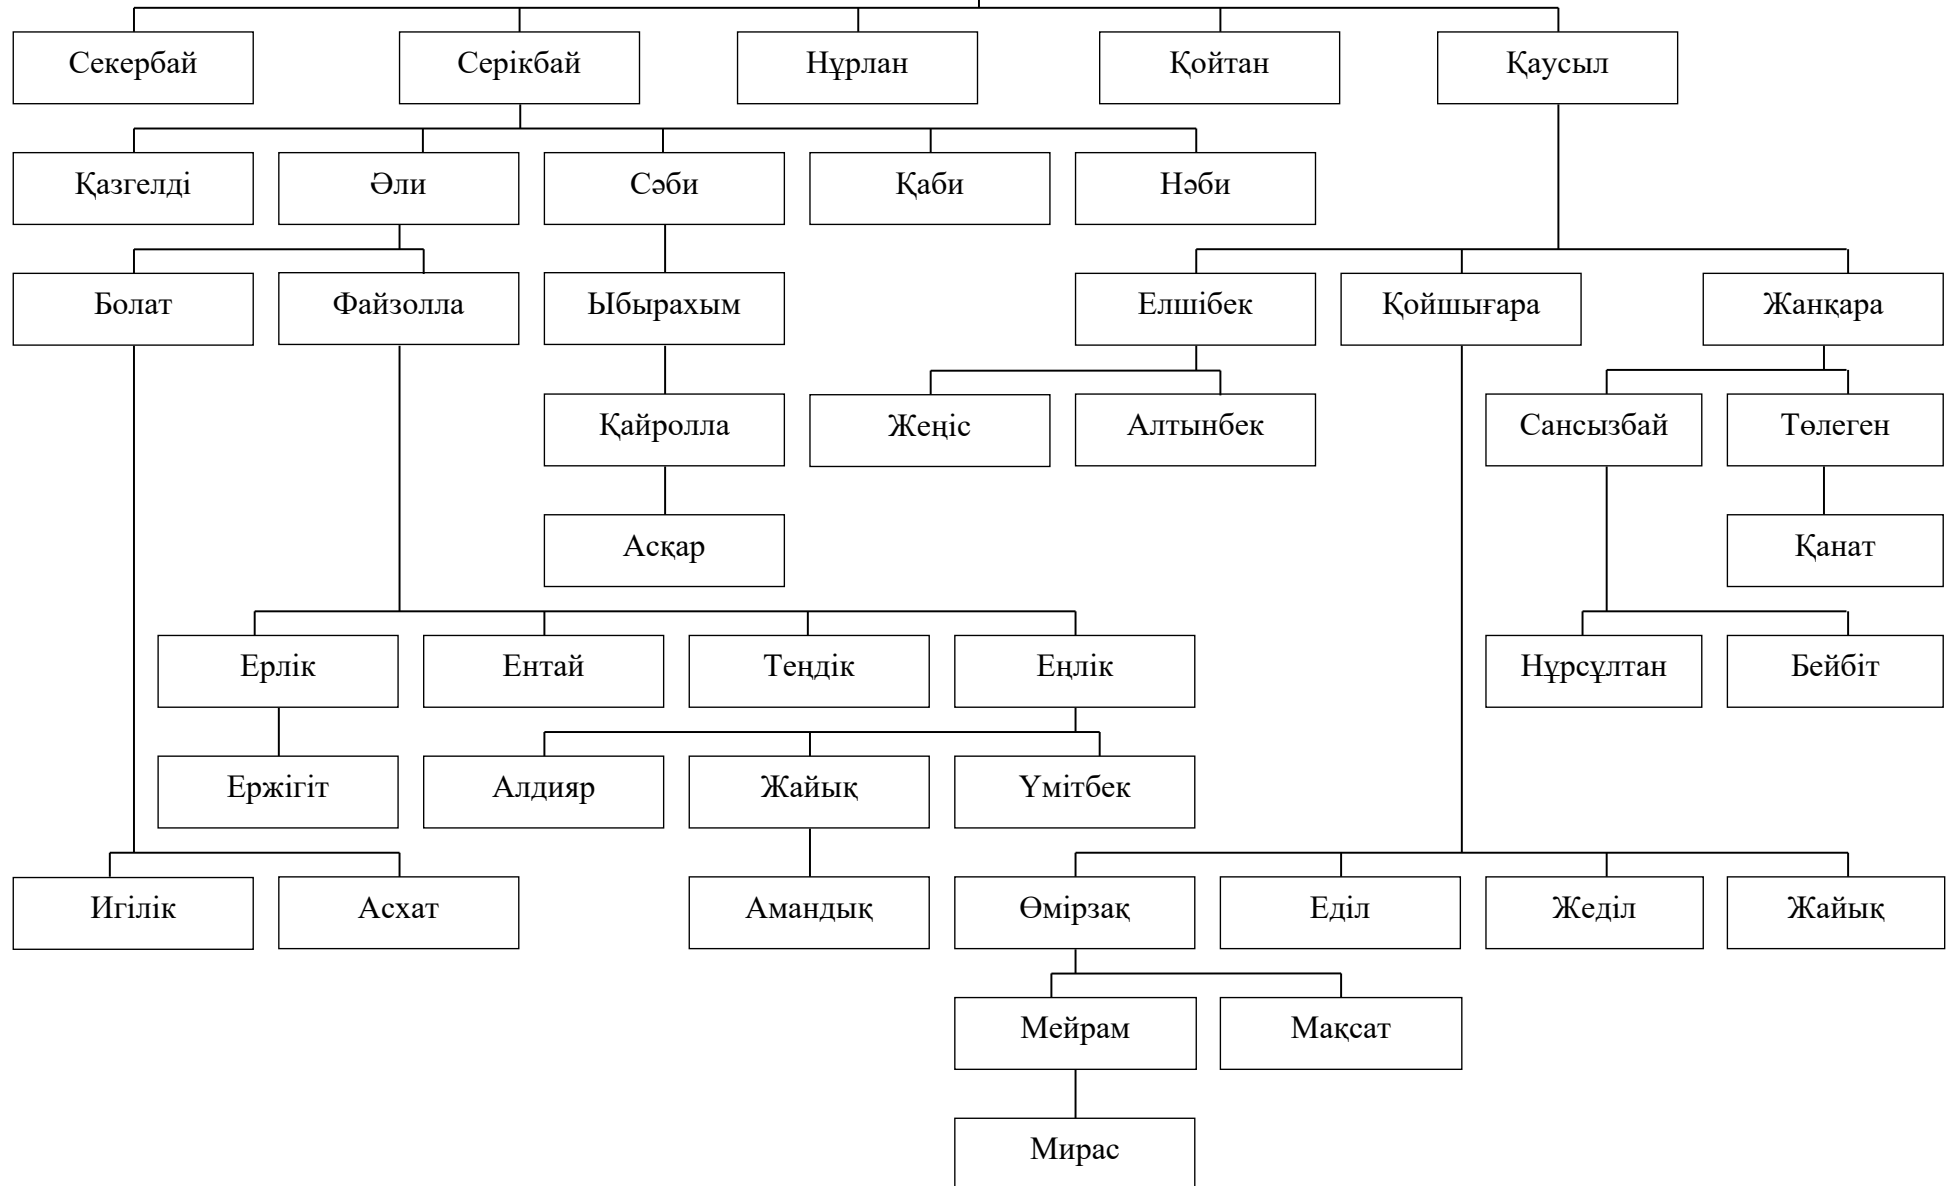 Секербай
Серікбай
Нұрлан
Қойтан
Қаусыл
Қазгелді
Әли
Сәби
Қаби
Нәби
Болат
Файзолла
Ыбырахым
Елшібек
Қойшығара
Жанқара
Қайролла
Жеңіс
Алтынбек
Сансызбай
Төлеген
Асқар
Қанат
Ерлік
Ентай
Теңдік
Еңлік
Нұрсұлтан
Бейбіт
Ержігіт
Алдияр
Жайық
Үмітбек
Игілік
Асхат
Амандық
Өмірзақ
Еділ
Жеділ
Жайық
Мейрам
Мақсат
Мирас